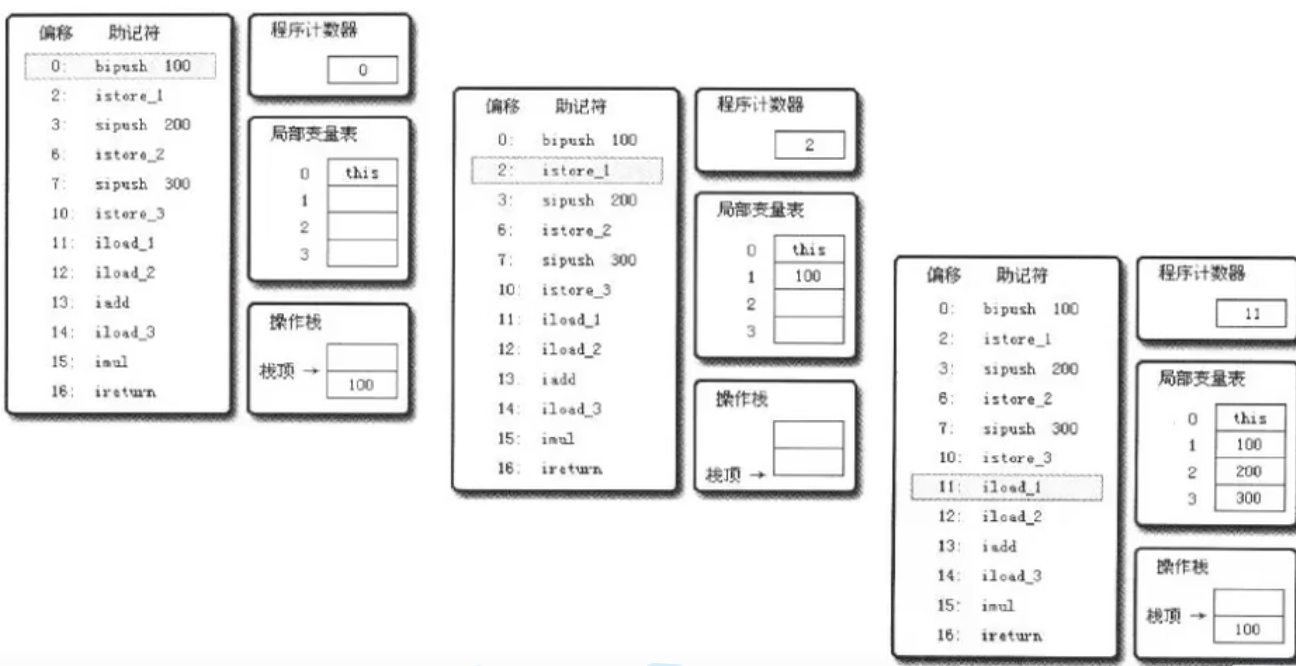 偏移 助记符
0: bipush 100
2: istore_1
3: sipush 200
6: istore_2
7: sipush 300
10: istore_3
11: iload_1
12: iload_2
13: iadd
14: iload_3
15: imul
16: ireturn
程序计数器
0
局部变量表
0 this
1
2
3
操作栈
栈顶 →
100
偏移 助记符
0: bipush 100
2: istore_1
3: sipush 200
6: istore_2
7: sipush 300
10: istore_3
11: iload_1
12: iload_2
13. iadd
14: iload_3
15: imul
16: ireturn
程序计数器
2
局部变量表
0 this
1 100
2
3
操作栈
栈顶 →
偏移 助记符
0: bipush 100
2: istore_1
3: sipush 200
6: istore_2
7: sipush 300
10: istore_3
11: iload_1
12: iload_2
13: iadd
14: iload_3
15: imul
16: ireturn
程序计数器
11
局部变量表
0 this
1 100
2 200
3 300
操作栈
栈顶 →
100